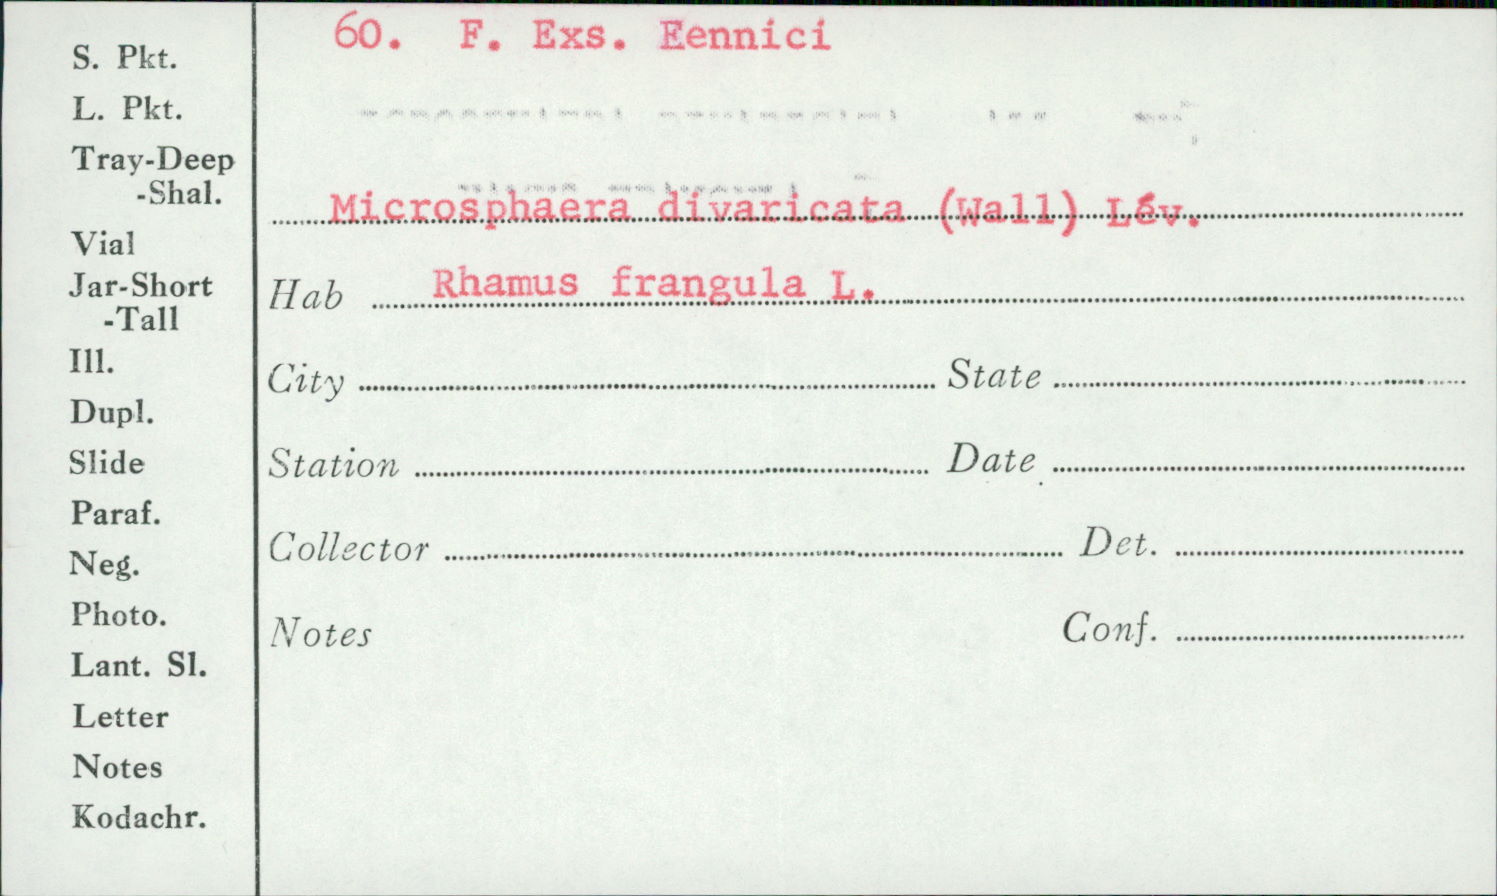 60. F. Exs. Eennici
S. Pkt.
L. Pkt.
Tray-Deep
-Shal.
Microsphaera divaricata (Wall) Lév.
Vial
Jar-Short
Hab Rhamus frangula L.
-Tall
Ill.
City State
Dupl.
Slide
Station Date
Paraf.
Collector Det.
Neg.
Photo.
Notes Conf.
Lant. Sl.
Letter
Notes
Kodachr.